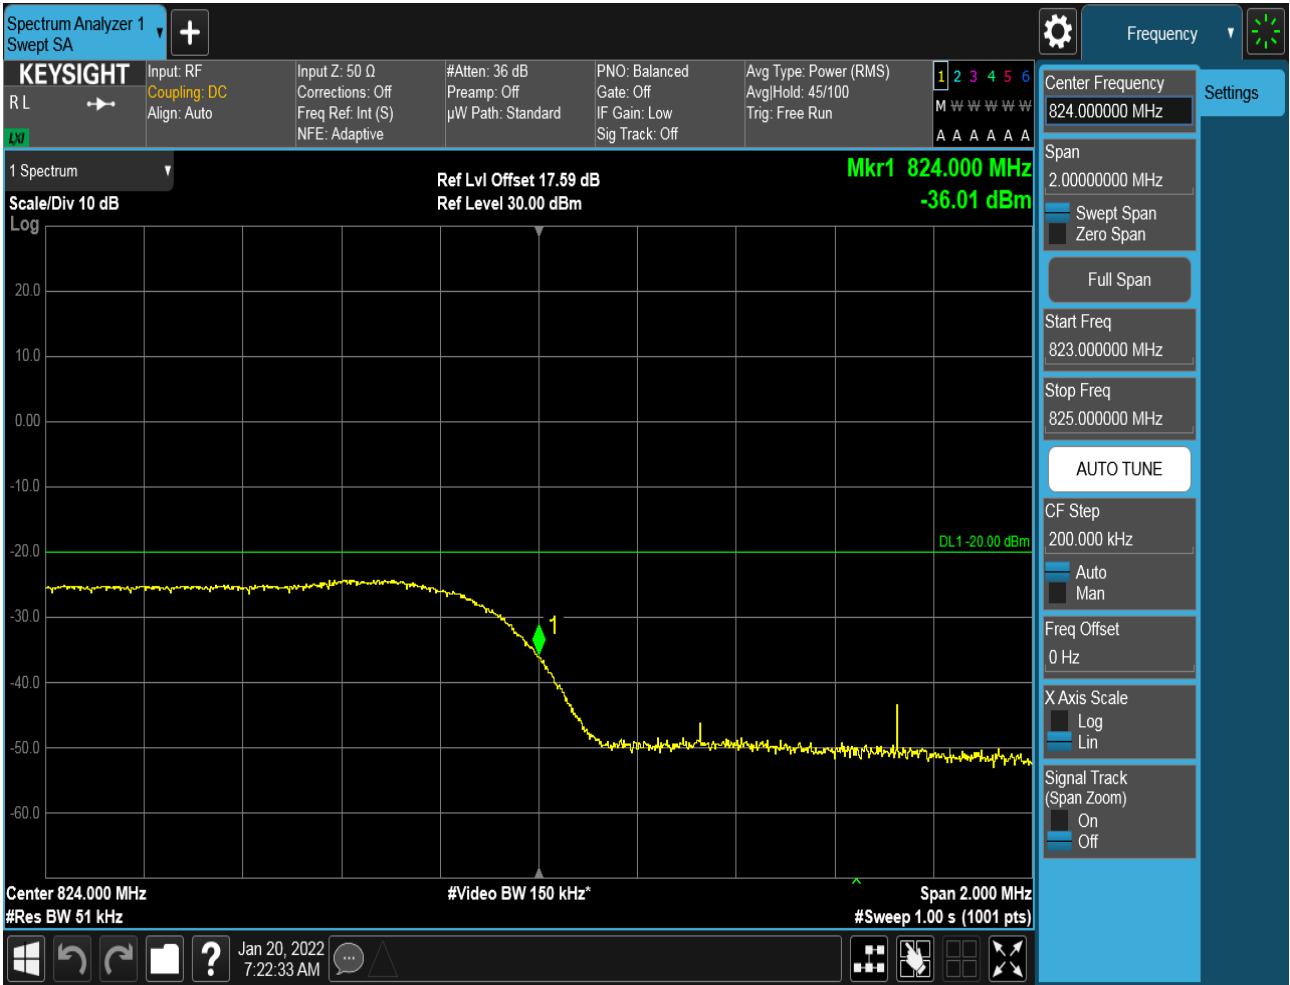 Spectrum Analyzer 1
Swept SA
Frequency
KEYSIGHT
R L
LXI
Input: RF
Coupling: DC
Align: Auto
Input Z: 50 Ω
Corrections: Off
Freq Ref: Int (S)
NFE: Adaptive
#Atten: 36 dB
Preamp: Off
µW Path: Standard
PNO: Balanced
Gate: Off
IF Gain: Low
Sig Track: Off
Avg Type: Power (RMS)
Avg|Hold: 45/100
Trig: Free Run
1 2 3 4 5 6
M W W W W W
A A A A A A
1 Spectrum
Scale/Div 10 dB
Log
Ref Lvl Offset 17.59 dB
Ref Level 30.00 dBm
Mkr1 824.000 MHz
-36.01 dBm
20.0
10.0
0.00
-10.0
-20.0
-30.0
-40.0
-50.0
-60.0
DL1 -20.00 dBm
1
Center 824.000 MHz
#Res BW 51 kHz
#Video BW 150 kHz*
Span 2.000 MHz
#Sweep 1.00 s (1001 pts)
Center Frequency
824.000000 MHz
Settings
Span
2.00000000 MHz
Swept Span
Zero Span
Full Span
Start Freq
823.000000 MHz
Stop Freq
825.000000 MHz
AUTO TUNE
CF Step
200.000 kHz
Auto
Man
Freq Offset
0 Hz
X Axis Scale
Log
Lin
Signal Track
(Span Zoom)
On
Off
?
Jan 20, 2022
7:22:33 AM